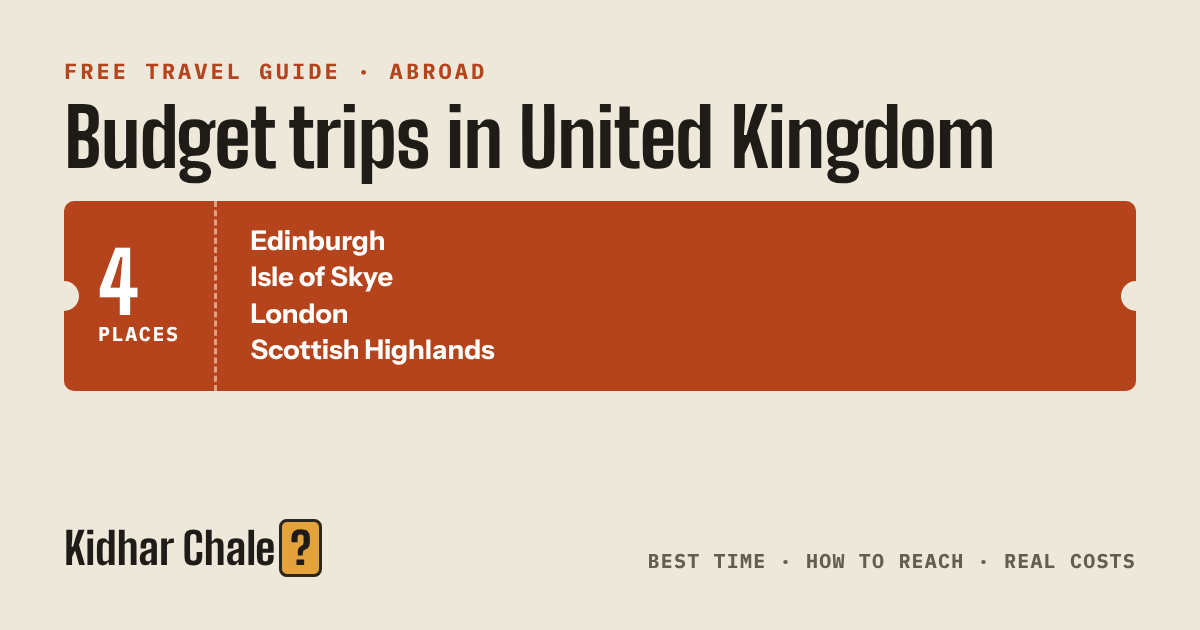 FREE TRAVEL GUIDE · ABROAD
Budget trips in United Kingdom
4
PLACES
Edinburgh
Isle of Skye
London
Scottish Highlands
Kidhar Chale ?
BEST TIME · HOW TO REACH · REAL COSTS